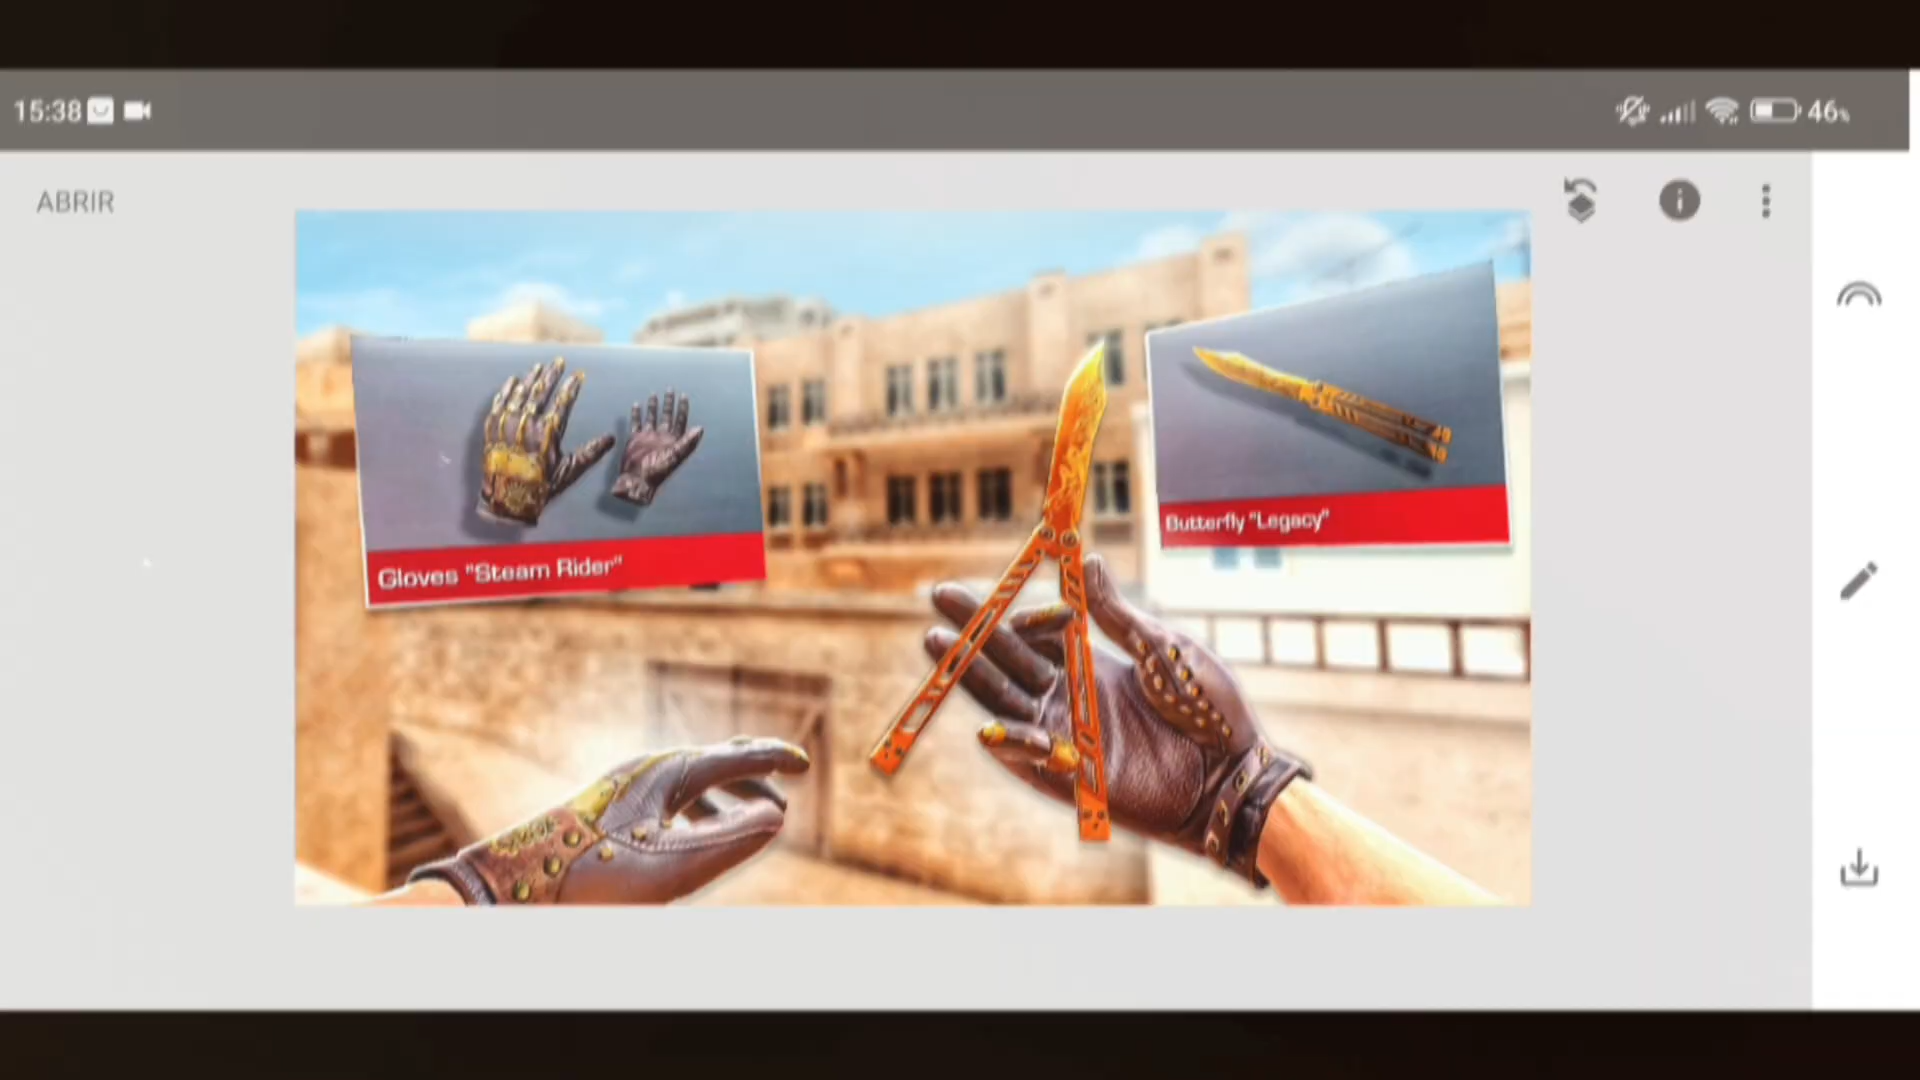 15:38
46%
ABRIR
Gloves "Steam Rider"
Butterfly "Legacy"